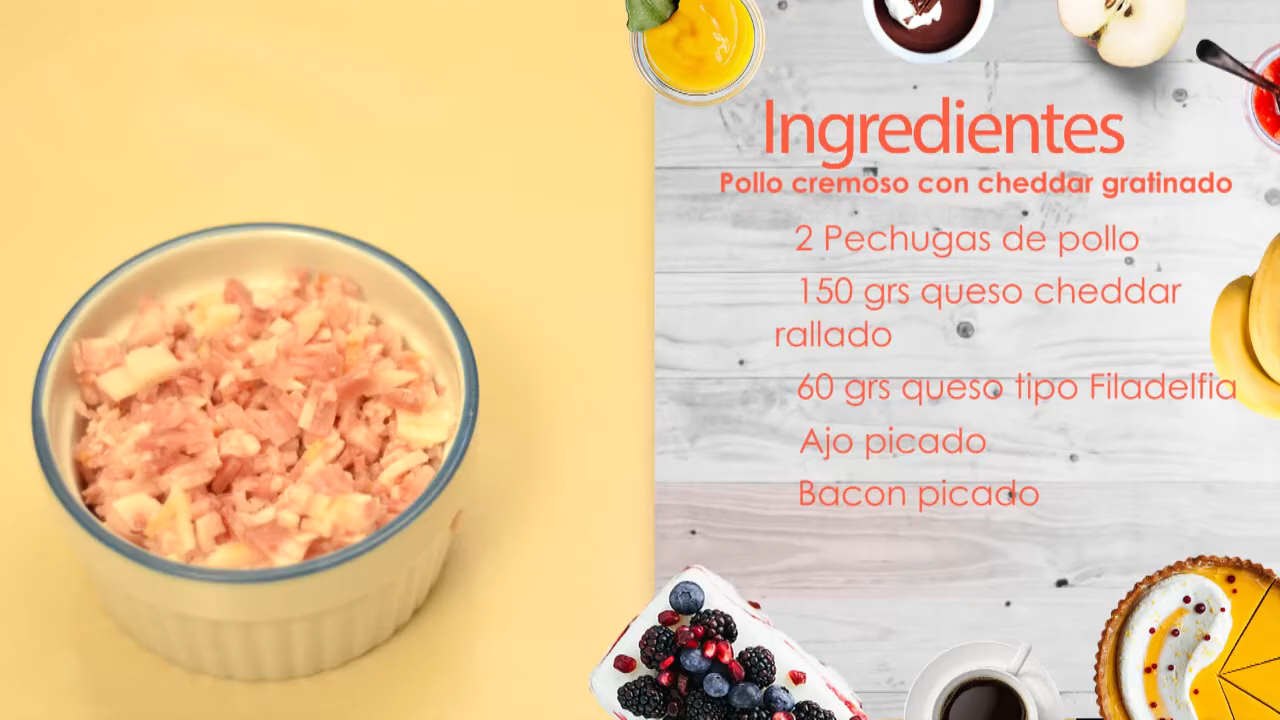 Ingredientes
Pollo cremoso con cheddar gratinado
2 Pechugas de pollo
150 grs queso cheddar
rallado
60 grs queso tipo Filadelfia
Ajo picado
Bacon picado